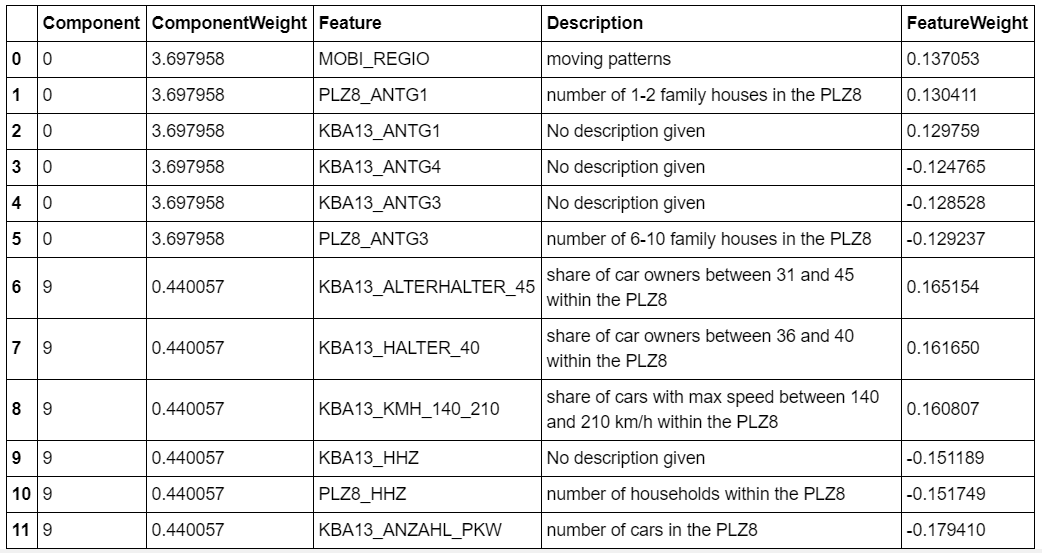 Component ComponentWeight Feature Description FeatureWeight
0 0 3.697958 MOBI_REGIO moving patterns 0.137053
1 0 3.697958 PLZ8_ANTG1 number of 1-2 family houses in the PLZ8 0.130411
2 0 3.697958 KBA13_ANTG1 No description given 0.129759
3 0 3.697958 KBA13_ANTG4 No description given -0.124765
4 0 3.697958 KBA13_ANTG3 No description given -0.128528
5 0 3.697958 PLZ8_ANTG3 number of 6-10 family houses in the PLZ8 -0.129237
6 9 0.440057 KBA13_ALTERHALTER_45 share of car owners between 31 and 45
within the PLZ8 0.165154
7 9 0.440057 KBA13_HALTER_40 share of car owners between 36 and 40
within the PLZ8 0.161650
8 9 0.440057 KBA13_KMH_140_210 share of cars with max speed between 140
and 210 km/h within the PLZ8 0.160807
9 9 0.440057 KBA13_HHZ No description given -0.151189
10 9 0.440057 PLZ8_HHZ number of households within the PLZ8 -0.151749
11 9 0.440057 KBA13_ANZAHL_PKW number of cars in the PLZ8 -0.179410